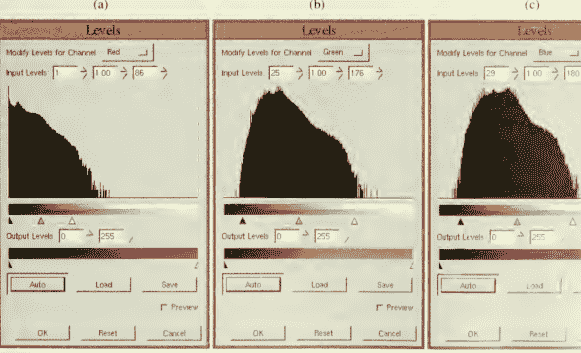 (a) (b) (c)
Levels Levels Levels
Modify Levels for Channel Red Modify Levels for Channel Green Modify Levels for Channel Blue
Input Levels 1 1.00 86 Input Levels 25 1.00 176 Input Levels 29 1.00 180
Output Levels 0 255 Output Levels 0 255 Output Levels 0 255
Auto Load Save Auto Load Save Auto Load
Preview Preview
OK Reset Cancel OK Reset Cancel OK Reset